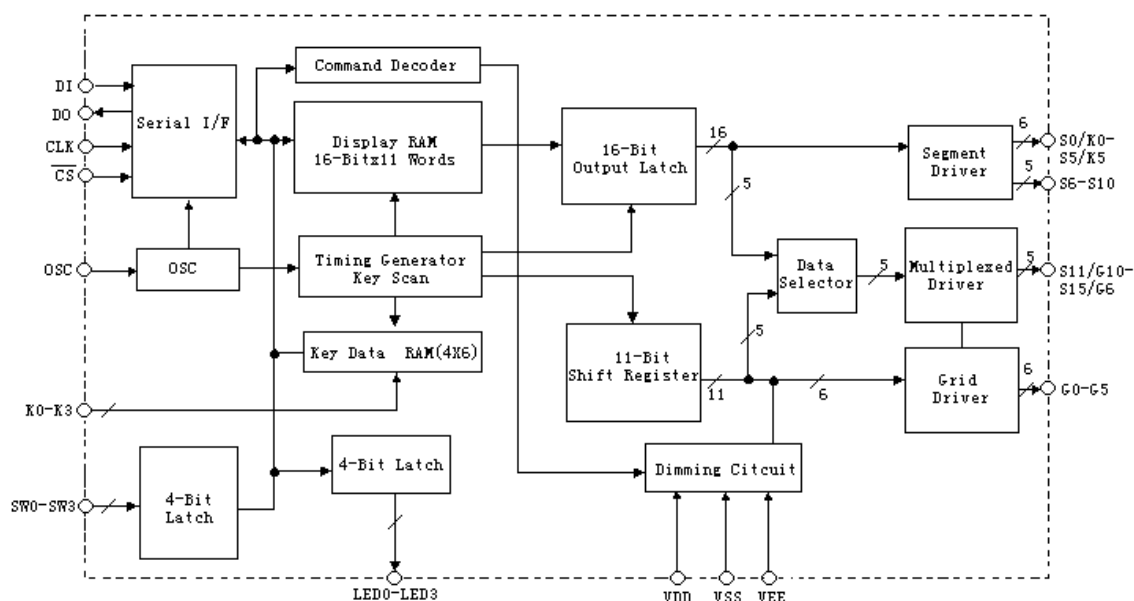 Command Decoder
DI
DO
CLK
CS
Serial I/F
Display RAM
16-Bitx11 Words
16-Bit
Output Latch
16
5
Segment
Driver
6
S0/K0-
S5/K5
5
S6-S10
OSC
OSC
Timing Generator
Key Scan
Data
Selector
5
Multiplexed
Driver
5
S11/G10-
S15/G6
Key Data RAM(4X6)
11-Bit
Shift Register
11
5
6
Grid
Driver
6
G0-G5
K0-K3
SW0-SW3
4-Bit
Latch
4-Bit Latch
Dimming Citcuit
LED0-LED3
VDD
VSS
VEE